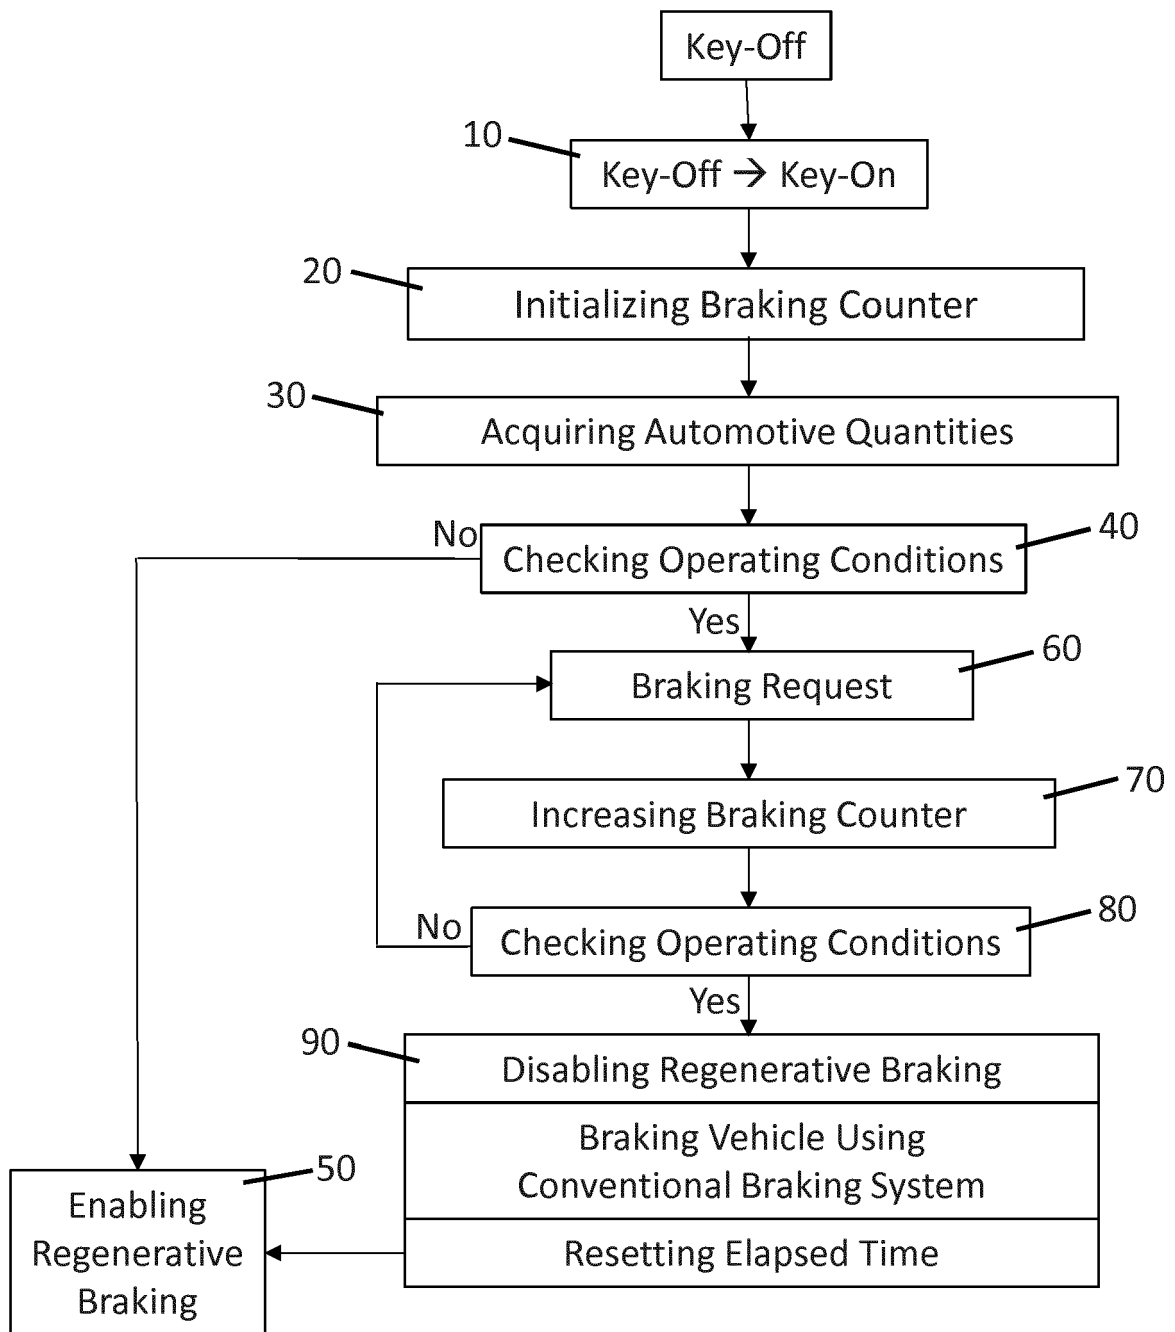 Key-Off
10
Key-Off → Key-On
20
Initializing Braking Counter
30
Acquiring Automotive Quantities
No
40
Checking Operating Conditions
Yes
60
Braking Request
70
Increasing Braking Counter
No
80
Checking Operating Conditions
Yes
90
Disabling Regenerative Braking
Braking Vehicle Using
Conventional Braking System
Resetting Elapsed Time
50
Enabling
Regenerative
Braking